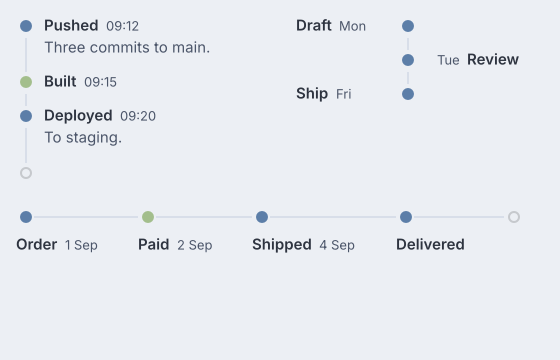 Pushed 09:12
Three commits to main.
Built 09:15
Deployed 09:20
To staging.
Draft Mon
Tue Review
Ship Fri
Order 1 Sep
Paid 2 Sep
Shipped 4 Sep
Delivered